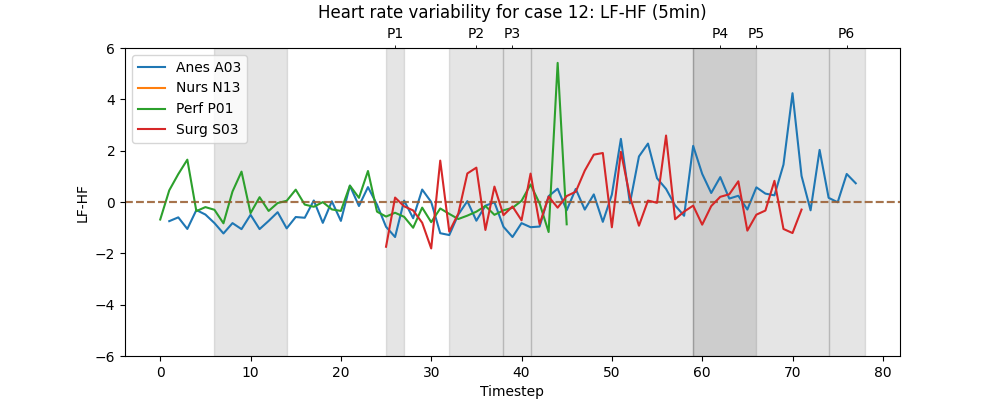 Heart rate variability for case 12: LF-HF (5min)
P1 P2 P3 P4 P5 P6
6
4
2
0
−2
−4
−6
LF-HF
Anes A03
Nurs N13
Perf P01
Surg S03
0 10 20 30 40 50 60 70 80
Timestep